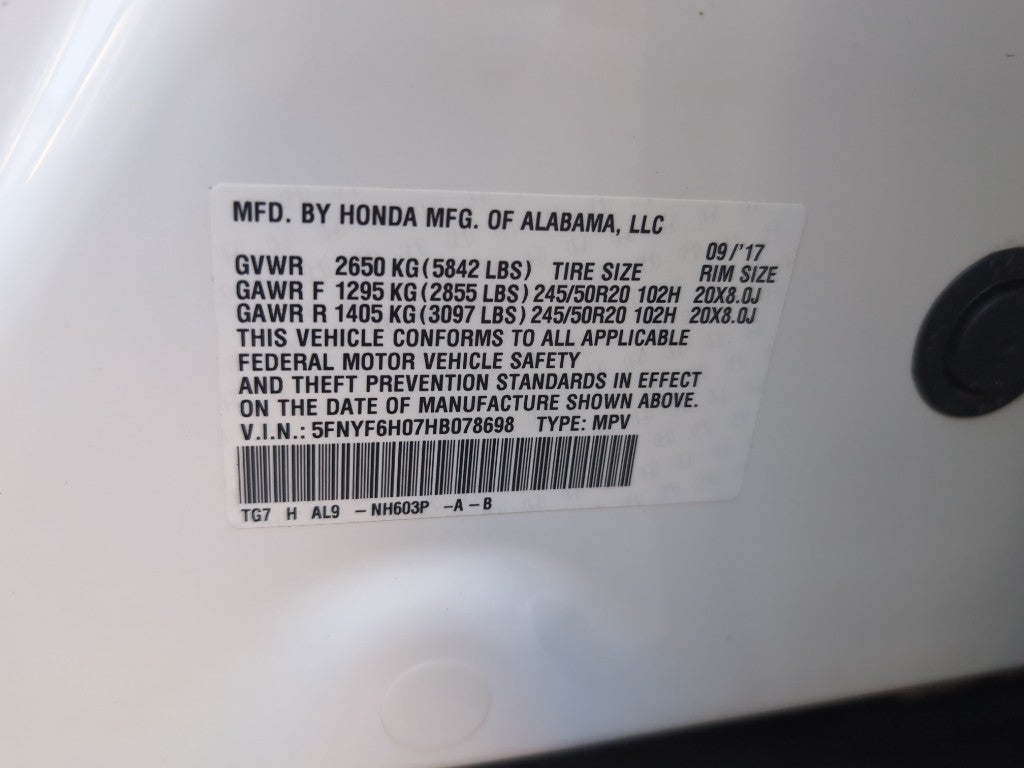 MFD. BY HONDA MFG. OF ALABAMA, LLC
09/'17
GVWR 2650 KG (5842 LBS) TIRE SIZE RIM SIZE
GAWR F 1295 KG (2855 LBS) 245/50R20 102H 20X8.0J
GAWR R 1405 KG (3097 LBS) 245/50R20 102H 20X8.0J
THIS VEHICLE CONFORMS TO ALL APPLICABLE
FEDERAL MOTOR VEHICLE SAFETY
AND THEFT PREVENTION STANDARDS IN EFFECT
ON THE DATE OF MANUFACTURE SHOWN ABOVE.
V.I.N.: 5FNYF6H07HB078698 TYPE: MPV
TG7 H AL9 -NH603P -A-B